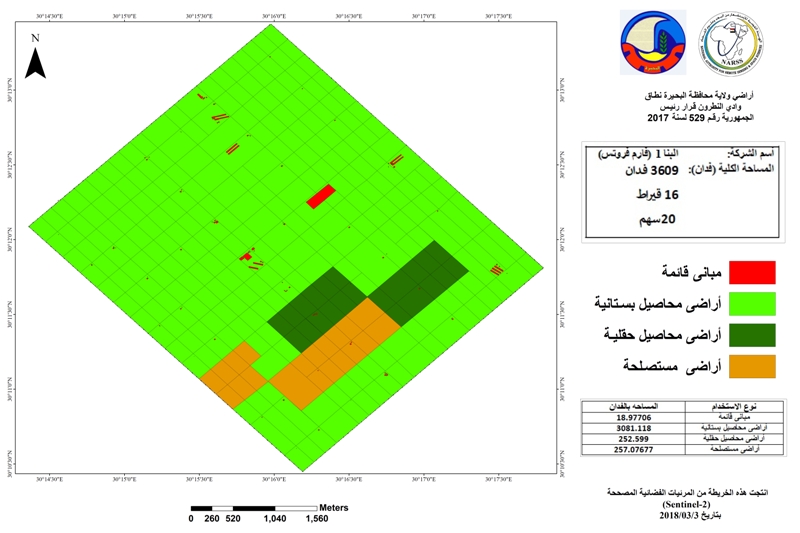 30°14'30"E 30°15'0"E 30°15'30"E 30°16'0"E 30°16'30"E 30°17'0"E 30°17'30"E
N
30°13'0"N
30°12'30"N
30°12'0"N
30°11'30"N
30°11'0"N
30°10'30"N
30°14'30"E 30°15'0"E 30°15'30"E 30°16'0"E 30°16'30"E 30°17'0"E 30°17'30"E
Meters
0 260 520 1,040 1,560
NARSS
أراضي ولاية محافظة البحيرة نطاق
وادي النطرون قرار رئيس
الجمهورية رقم 529 لسنة 2017
اسم الشركة: البنا 1 (فارم فروتس)
المساحة الكلية (فدان): 3609 فدان
16 قيراط
20سهم
مبانى قائمة
أراضى محاصيل بستانية
أراضى محاصيل حقلية
أراضى مستصلحة
نوع الاستخدام المساحه بالفدان
مبانى قائمة 18.97706
أراضى محاصيل بستانيه 3081.118
أراضى محاصيل حقلية 252.599
أراضى مستصلحة 257.07677
انتجت هذه الخريطة من المرئيات الفضائية المصححة
(Sentinel-2)
بتاريخ 2018/03/3